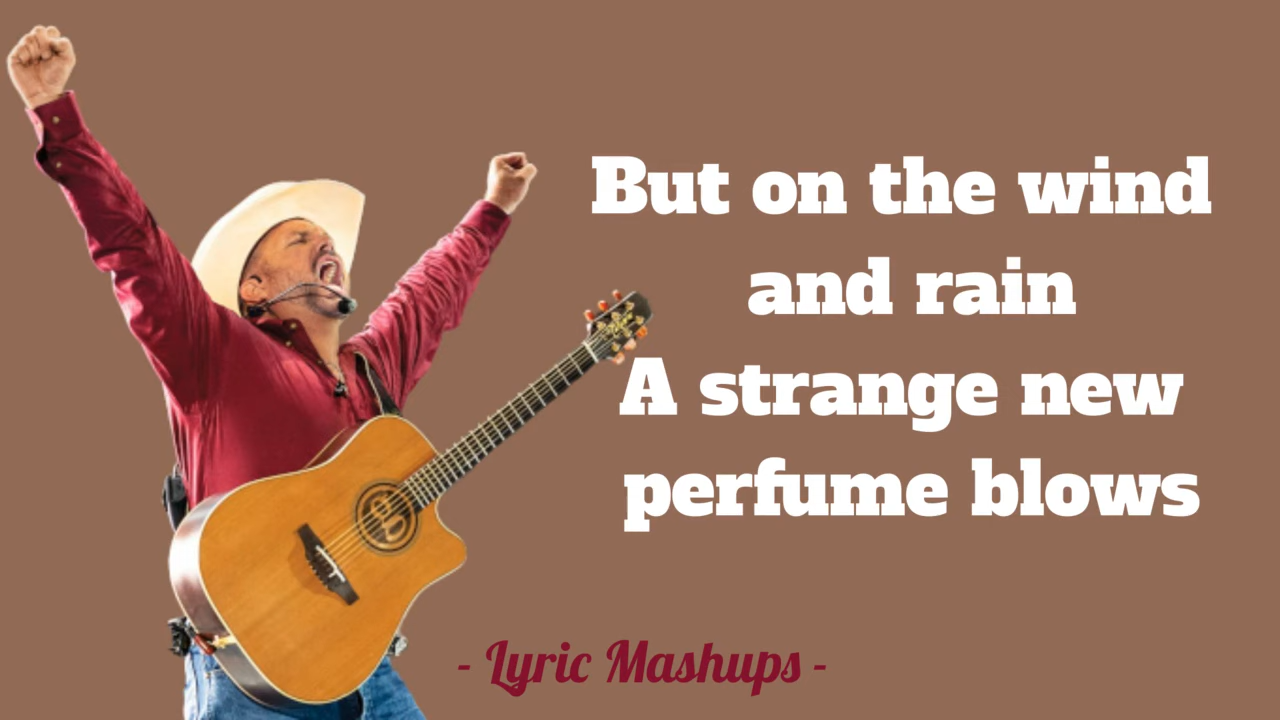 But on the wind
and rain
A strange new
perfume blows
- Lyric Mashups -